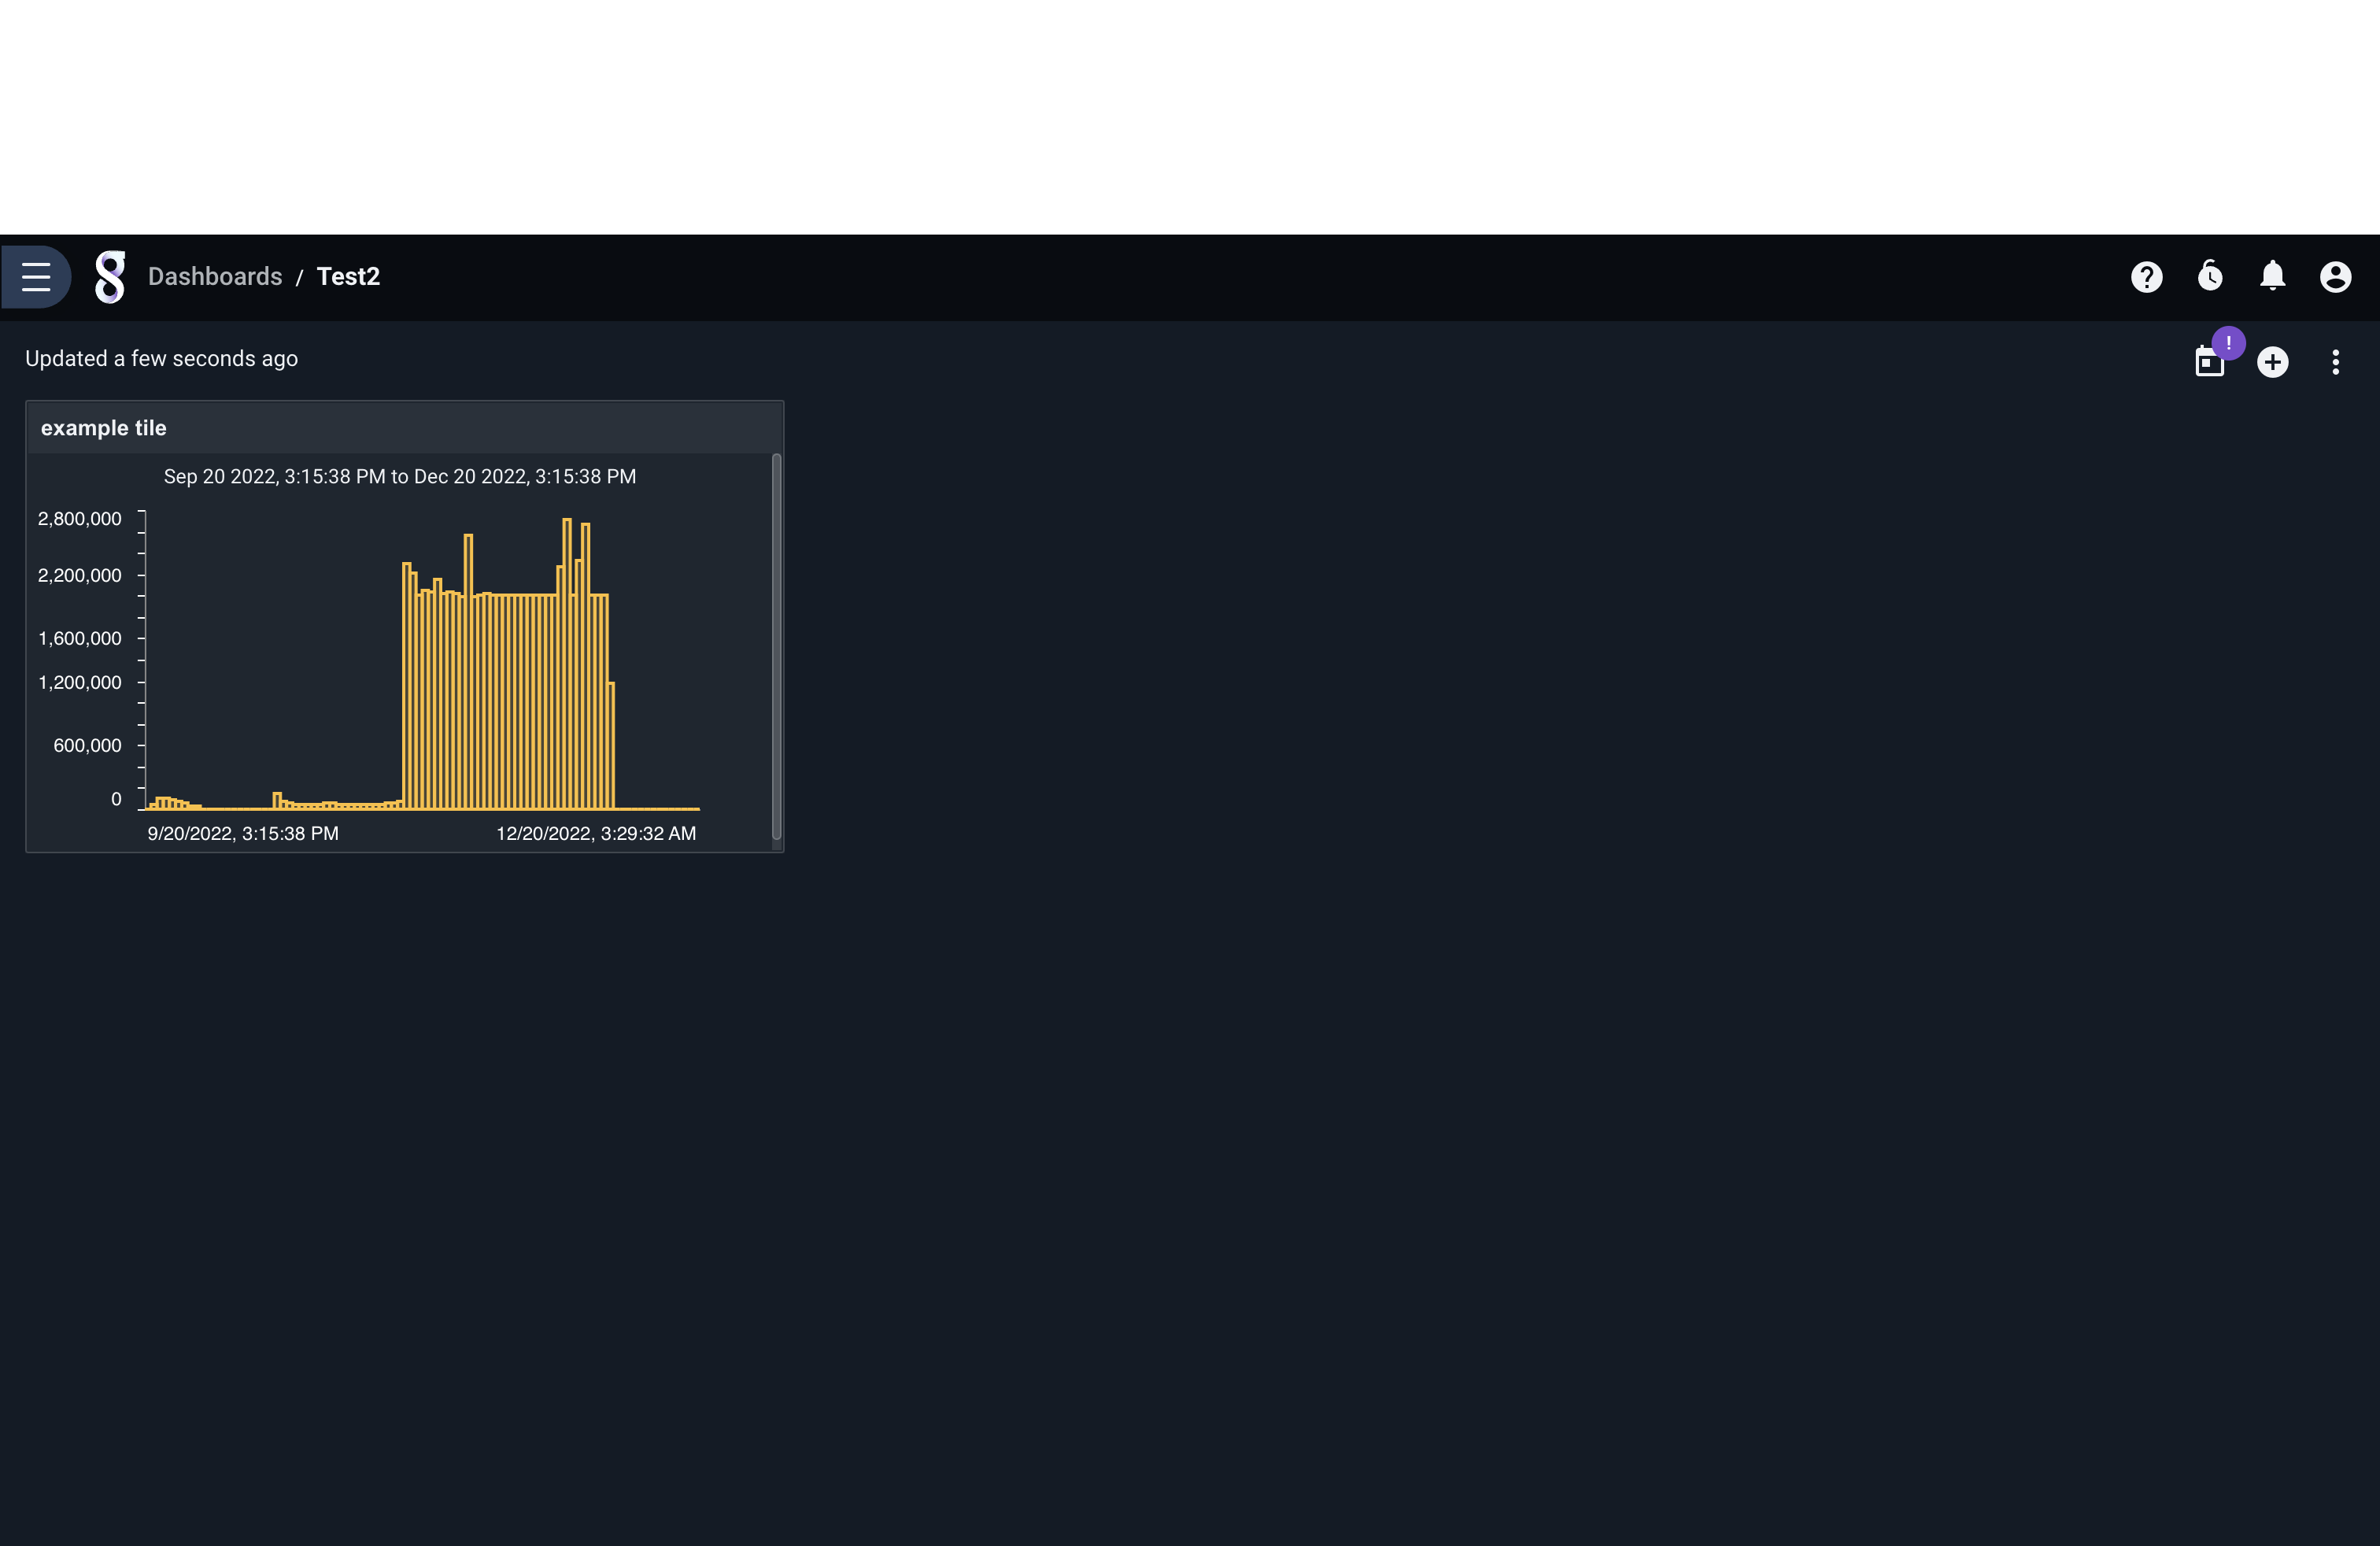 Dashboards / Test2
Updated a few seconds ago
!
example tile
Sep 20 2022, 3:15:38 PM to Dec 20 2022, 3:15:38 PM
2,800,000
2,200,000
1,600,000
1,200,000
600,000
0
9/20/2022, 3:15:38 PM 12/20/2022, 3:29:32 AM